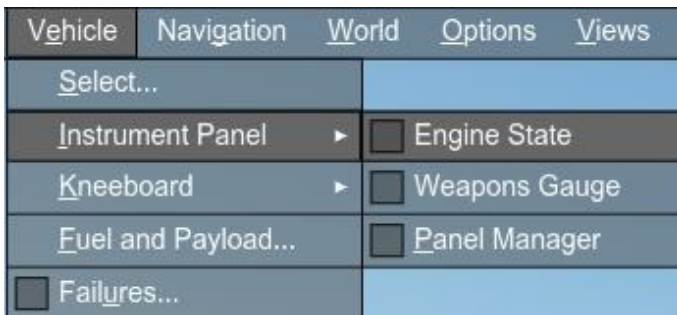 Vehicle Navigation World Options Views
Select...
Instrument Panel ► Engine State
Kneeboard ► Weapons Gauge
Fuel and Payload... Panel Manager
Failures...